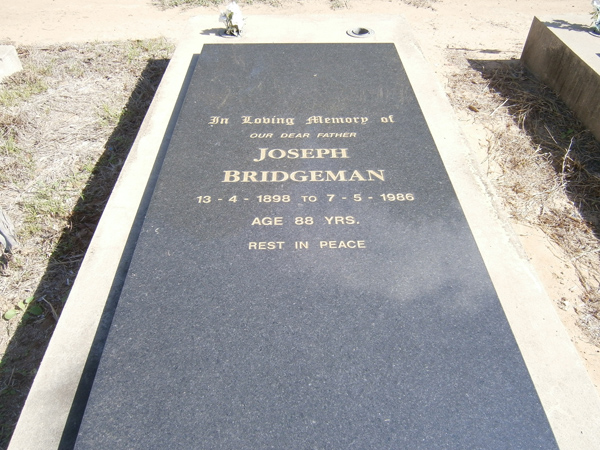 In Loving Memory of
OUR DEAR FATHER
JOSEPH
BRIDGEMAN
13 - 4 - 1898 TO 7 - 5 - 1986
AGE 88 YRS.
REST IN PEACE